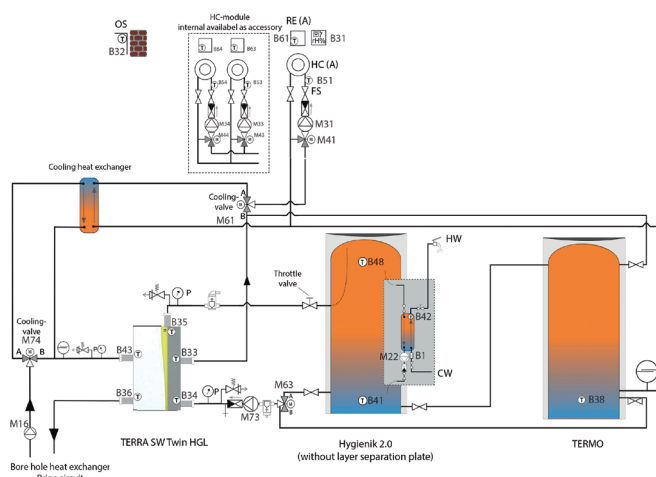 OS
B32
HC-module
internal availabel as accessory
RE (A)
B61
B31
B64
B63
HC (A)
B54
B53
B51
FS
M34
M33
M31
M44
M43
M41
Cooling heat exchanger
A
Cooling-
valve
B
M61
HW
B48
Throttle
valve
P
B35
Cooling-
valve
M74
A
B
P
B43
B33
B42
M22
B1
CW
B36
B34
P
M73
M63
B41
B38
M16
TERRA SW Twin HGL
Hygienik 2.0
(without layer separation plate)
TERMO
Bore hole heat exchanger